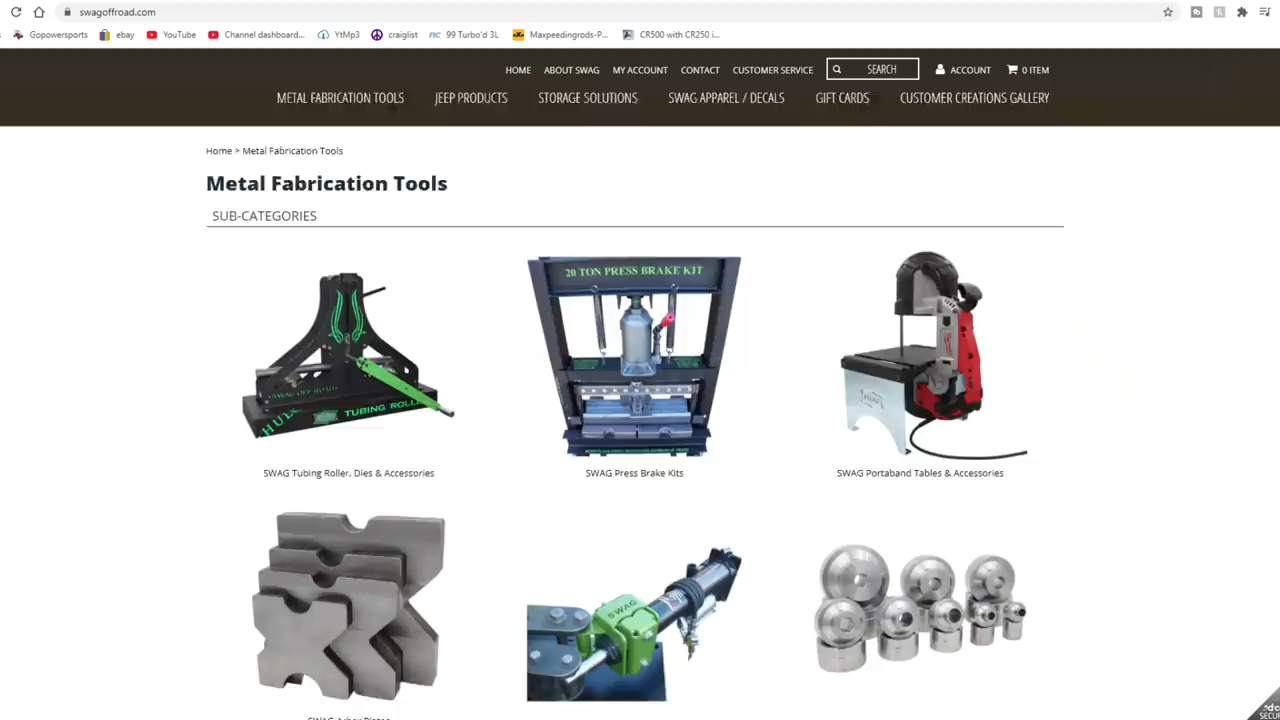 swagoffroad.com
Gopowersports ebay YouTube Channel dashboard... YtMp3 craiglist 99 Turbo'd 3L Maxpeedingrods-P... CR500 with CR250 i...
HOME ABOUT SWAG MY ACCOUNT CONTACT CUSTOMER SERVICE SEARCH ACCOUNT 0 ITEM
METAL FABRICATION TOOLS JEEP PRODUCTS STORAGE SOLUTIONS SWAG APPAREL / DECALS GIFT CARDS CUSTOMER CREATIONS GALLERY
Home > Metal Fabrication Tools
Metal Fabrication Tools
SUB-CATEGORIES
20 TON PRESS BRAKE KIT
SWAG OFF ROAD
HULK TUBING ROLLER
SWAG Tubing Roller, Dies & Accessories
SWAG Press Brake Kits
SWAG Portaband Tables & Accessories
SWAG